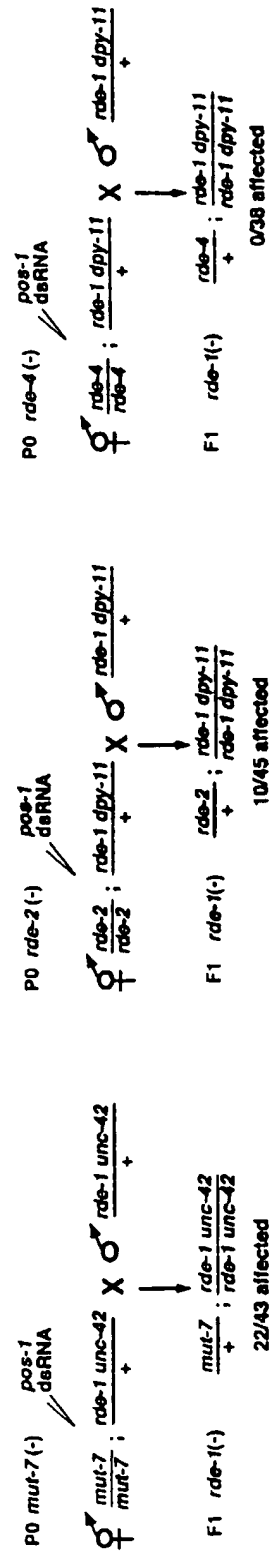 P0 mut-7 (-)
pos-1
dsRNA
⚥ mut-7 ; rde-1 unc-42 X ♂ rde-1 unc-42
mut-7 + +
F1 rde-1(-) mut-7 ; rde-1 unc-42
+ rde-1 unc-42
22/43 affected
P0 rde-2 (-)
pos-1
dsRNA
⚥ rde-2 ; rde-1 dpy-11 X ♂ rde-1 dpy-11
rde-2 + +
F1 rde-1(-) rde-2 ; rde-1 dpy-11
+ rde-1 dpy-11
10/45 affected
P0 rde-4 (-)
pos-1
dsRNA
⚥ rde-4 ; rde-1 dpy-11 X ♂ rde-1 dpy-11
rde-4 + +
F1 rde-1(-) rde-4 ; rde-1 dpy-11
+ rde-1 dpy-11
0/38 affected